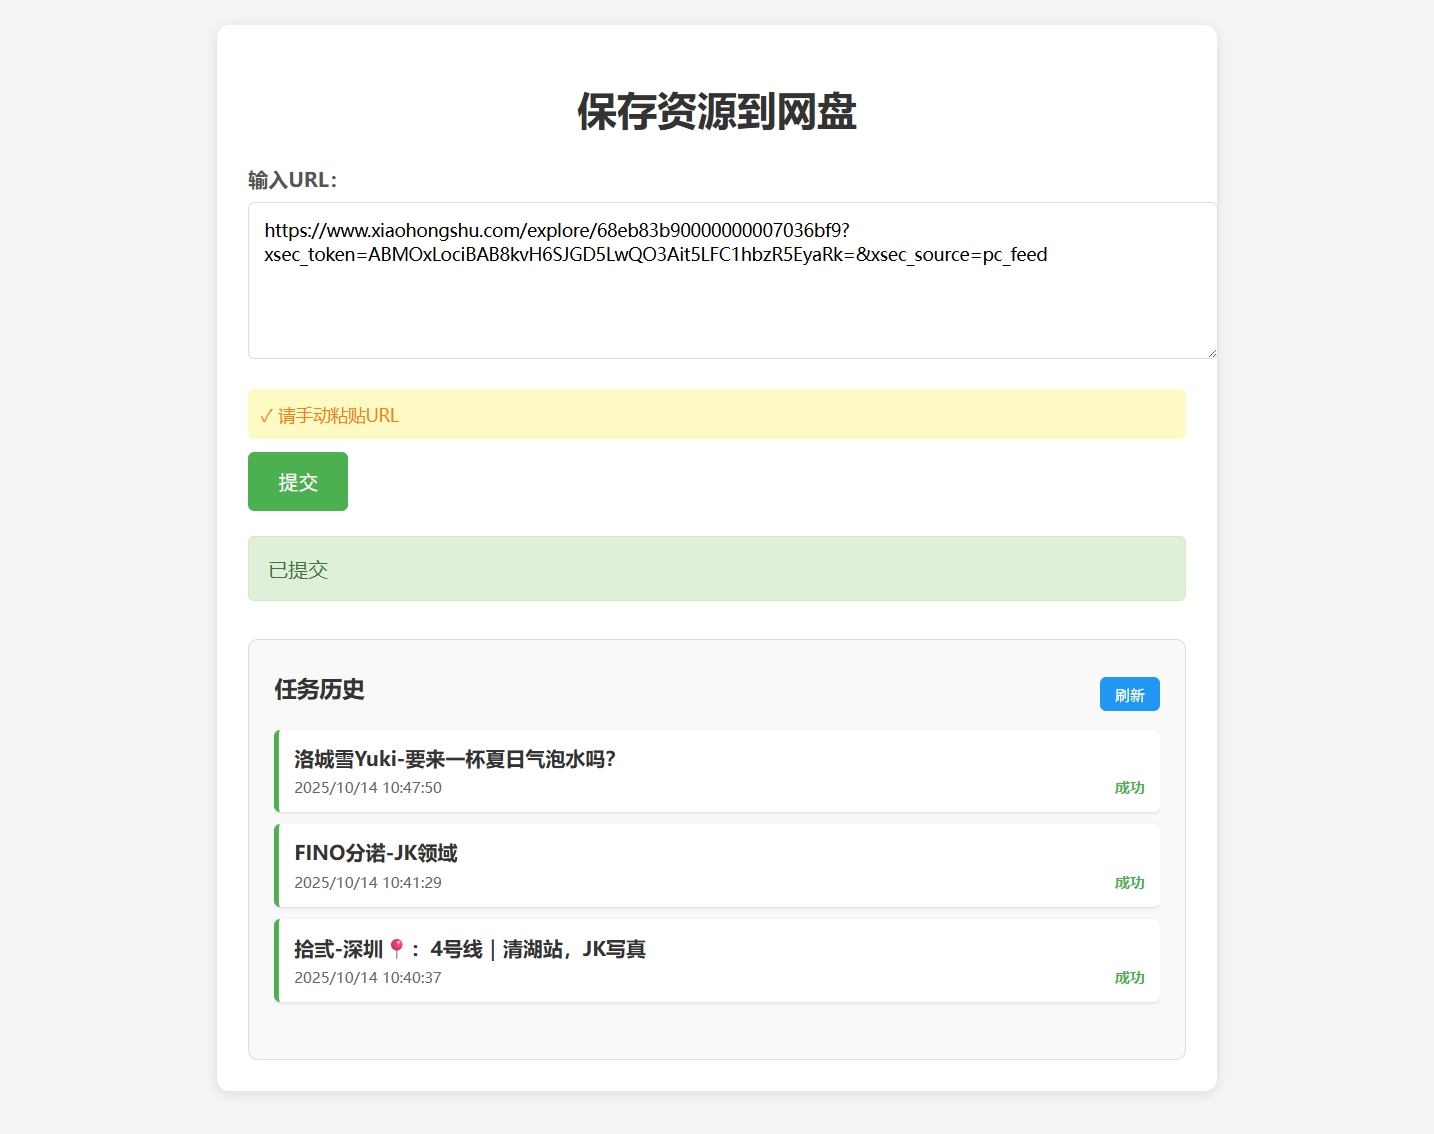 保存资源到网盘
输入URL：
https://www.xiaohongshu.com/explore/68eb83b90000000007036bf9?
xsec_token=ABMOxLociBAB8kvH6SJGD5LwQO3Ait5LFC1hbzR5EyaRk=&xsec_source=pc_feed
✓ 请手动粘贴URL
提交
已提交
任务历史
刷新
洛城雪Yuki-要来一杯夏日气泡水吗？
2025/10/14 10:47:50
成功
FINO分诺-JK领域
2025/10/14 10:41:29
成功
拾弍-深圳📍：4号线｜清湖站，JK写真
2025/10/14 10:40:37
成功